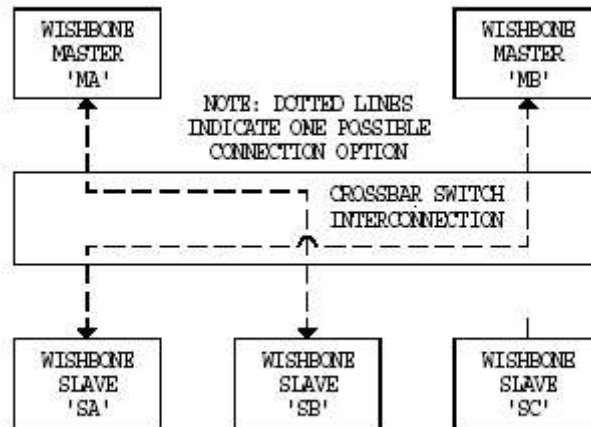 WISHBONE
MASTER
'MA'
WISHBONE
MASTER
'MB'
NOTE: DOTTED LINES
INDICATE ONE POSSIBLE
CONNECTION OPTION
CROSSBAR SWITCH
INTERCONNECTION
WISHBONE
SLAVE
'SA'
WISHBONE
SLAVE
'SB'
WISHBONE
SLAVE
'SC'